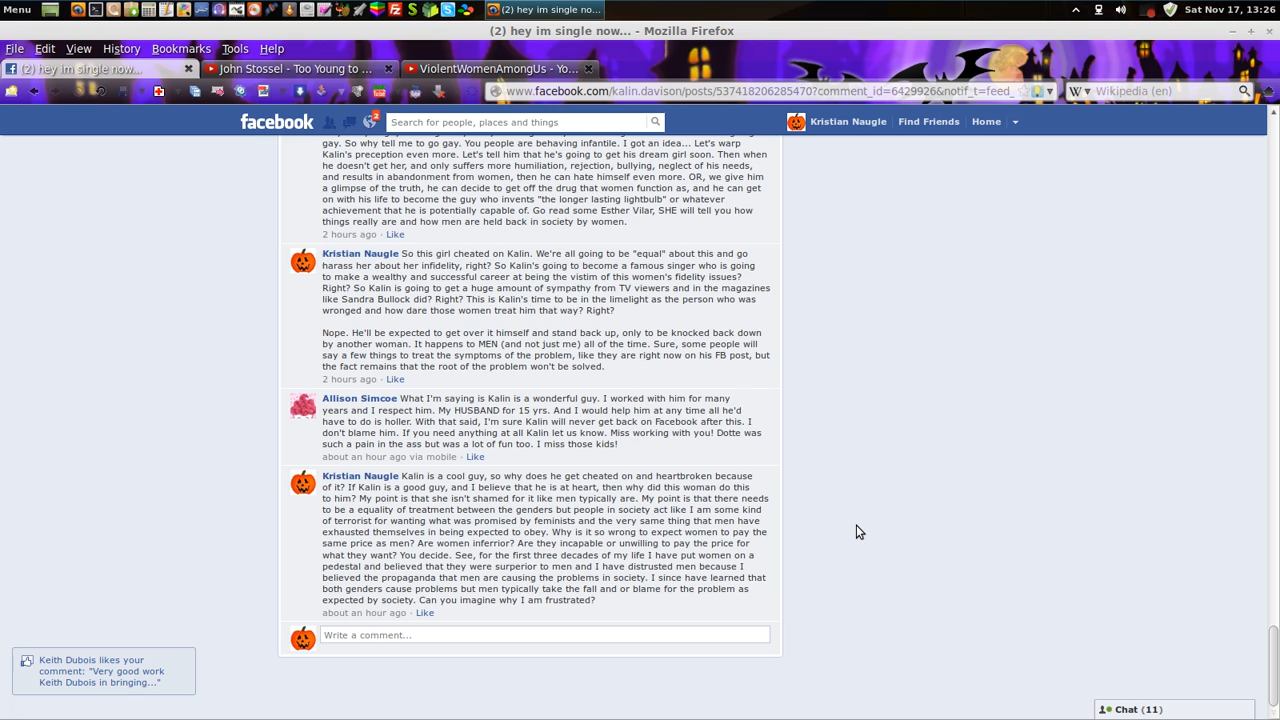 Menu
(2) hey im single no...
Sat Nov 17, 13:26
(2) hey im single now... - Mozilla Firefox
File Edit View History Bookmarks Tools Help
(2) hey im single now...
John Stossel - Too Young to ...
ViolentWomenAmongUs - Yo...
www.facebook.com/kalin.davison/posts/537418206285470?comment_id=6429926&notif_t=feed_
Wikipedia (en)
facebook
2
Search for people, places and things
Kristian Naugle Find Friends Home
gay. So why tell me to go gay. You people are behaving infantile. I got an idea... Let's warp
Kalin's preception even more. Let's tell him that he's going to get his dream girl soon. Then when
he doesn't get her, and only suffers more humiliation, rejection, bullying, neglect of his needs,
and results in abandonment from women, then he can hate himself even more. OR, we give him
a glimpse of the truth, he can decide to get off the drug that women function as, and he can get
on with his life to become the guy who invents "the longer lasting lightbulb" or whatever
achievement that he is potentially capable of. Go read some Esther Vilar, SHE will tell you how
things really are and how men are held back in society by women.
2 hours ago · Like
Kristian Naugle So this girl cheated on Kalin. We're all going to be "equal" about this and go
harass her about her infidelity, right? So Kalin's going to become a famous singer who is going
to make a wealthy and successful career at being the victim of this women's fidelity issues?
Right? So Kalin is going to get a huge amount of sympathy from TV viewers and in the magazines
like Sandra Bullock did? Right? This is Kalin's time to be in the limelight as the person who was
wronged and how dare those women treat him that way? Right?
Nope. He'll be expected to get over it himself and stand back up, only to be knocked back down
by another woman. It happens to MEN (and not just me) all of the time. Sure, some people will
say a few things to treat the symptoms of the problem, like they are right now on his FB post, but
the fact remains that the root of the problem won't be solved.
2 hours ago · Like
Allison Simcoe What I'm saying is Kalin is a wonderful guy. I worked with him for many
years and I respect him. My HUSBAND for 15 yrs. And I would help him at any time all he'd
have to do is holler. With that said, I'm sure Kalin will never get back on Facebook after this. I
don't blame him. If you need anything at all Kalin let us know. Miss working with you! Dotte was
such a pain in the ass but was a lot of fun too. I miss those kids!
about an hour ago via mobile · Like
Kristian Naugle Kalin is a cool guy, so why does he get cheated on and heartbroken because
of it? If Kalin is a good guy, and I believe that he is at heart, then why did this woman do this
to him? My point is that she isn't shamed for it like men typically are. My point is that there needs
to be a equality of treatment between the genders but people in society act like I am some kind
of terrorist for wanting what was promised by feminists and the very same thing that men have
exhausted themselves in being expected to obey. Why is it so wrong to expect women to pay the
same price as men? Are women inferrior? Are they incapable or unwilling to pay the price for
what they want? You decide. See, for the first three decades of my life I have put women on a
pedestal and believed that they were surperior to men and I have distrusted men because I
believed the propaganda that men are causing the problems in society. I since have learned that
both genders cause problems but men typically take the fall and or blame for the problem as
expected by society. Can you imagine why I am frustrated?
about an hour ago · Like
Write a comment...
Keith Dubois likes your
comment: "Very good work
Keith Dubois in bringing..."
Chat (11)